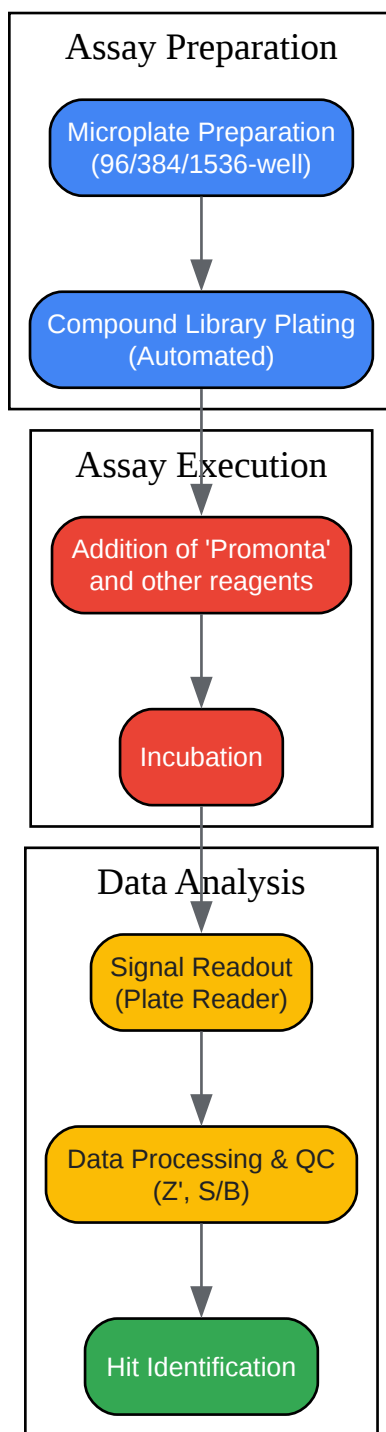 Assay Preparation
Microplate Preparation
(96/384/1536-well)
Compound Library Plating
(Automated)
Assay Execution
Addition of 'Promonta'
and other reagents
Incubation
Data Analysis
Signal Readout
(Plate Reader)
Data Processing & QC
(Z', S/B)
Hit Identification